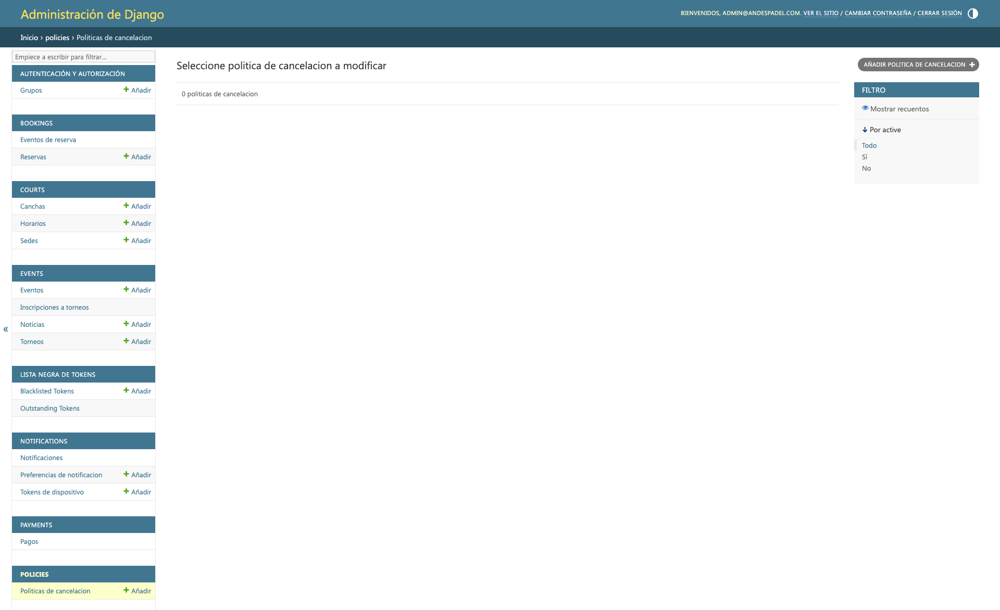 Administración de Django
BIENVENIDOS, ADMIN@ANDESPADEL.COM. VER EL SITIO / CAMBIAR CONTRASEÑA / CERRAR SESIÓN
Inicio › policies › Politicas de cancelacion
Empiece a escribir para filtrar...
AUTENTICACIÓN Y AUTORIZACIÓN
Grupos Añadir
BOOKINGS
Eventos de reserva
Reservas Añadir
COURTS
Canchas Añadir
Horarios Añadir
Sedes Añadir
EVENTS
Eventos Añadir
Inscripciones a torneos
Noticias Añadir
Torneos Añadir
LISTA NEGRA DE TOKENS
Blacklisted Tokens Añadir
Outstanding Tokens
NOTIFICATIONS
Notificaciones
Preferencias de notificacion Añadir
Tokens de dispositivo Añadir
PAYMENTS
Pagos
POLICIES
Politicas de cancelacion Añadir
«
Seleccione politica de cancelacion a modificar
AÑADIR POLITICA DE CANCELACION
0 politicas de cancelacion
FILTRO
Mostrar recuentos
Por active
Todo
Sí
No